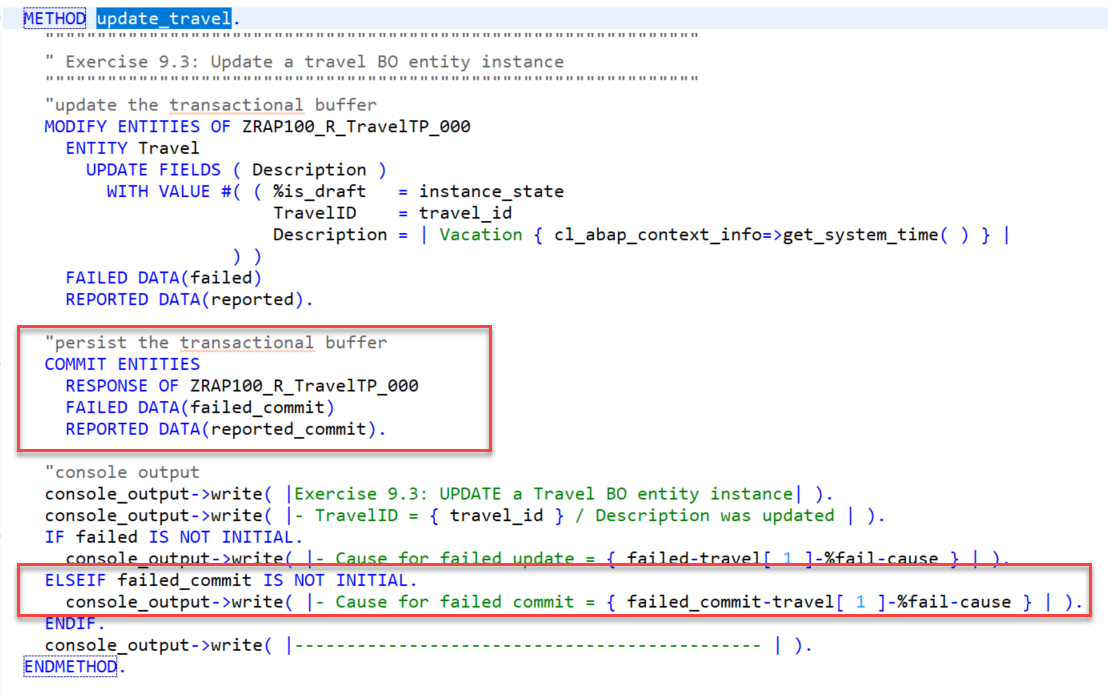 METHOD update_travel.
""""""""""""""""""""""""""""""""""""""""""""""""""""""""""""""
" Exercise 9.3: Update a travel BO entity instance
""""""""""""""""""""""""""""""""""""""""""""""""""""""""""""""
"update the transactional buffer
MODIFY ENTITIES OF ZRAP100_R_TravelTP_000
ENTITY Travel
UPDATE FIELDS ( Description )
WITH VALUE #( ( %is_draft   = instance_state
TravelID    = travel_id
Description = | Vacation { cl_abap_context_info=>get_system_time( ) } |
) )
FAILED DATA(failed)
REPORTED DATA(reported).
"persist the transactional buffer
COMMIT ENTITIES
RESPONSE OF ZRAP100_R_TravelTP_000
FAILED DATA(failed_commit)
REPORTED DATA(reported_commit).
"console output
console_output->write( |Exercise 9.3: UPDATE a Travel BO entity instance| ).
console_output->write( |- TravelID = { travel_id } / Description was updated | ).
IF failed IS NOT INITIAL.
console_output->write( |- Cause for failed update = { failed-travel[ 1 ]-%fail-cause } | ).
ELSEIF failed_commit IS NOT INITIAL.
console_output->write( |- Cause for failed commit = { failed_commit-travel[ 1 ]-%fail-cause } | ).
ENDIF.
console_output->write( |-------------------------------------------- | ).
ENDMETHOD.